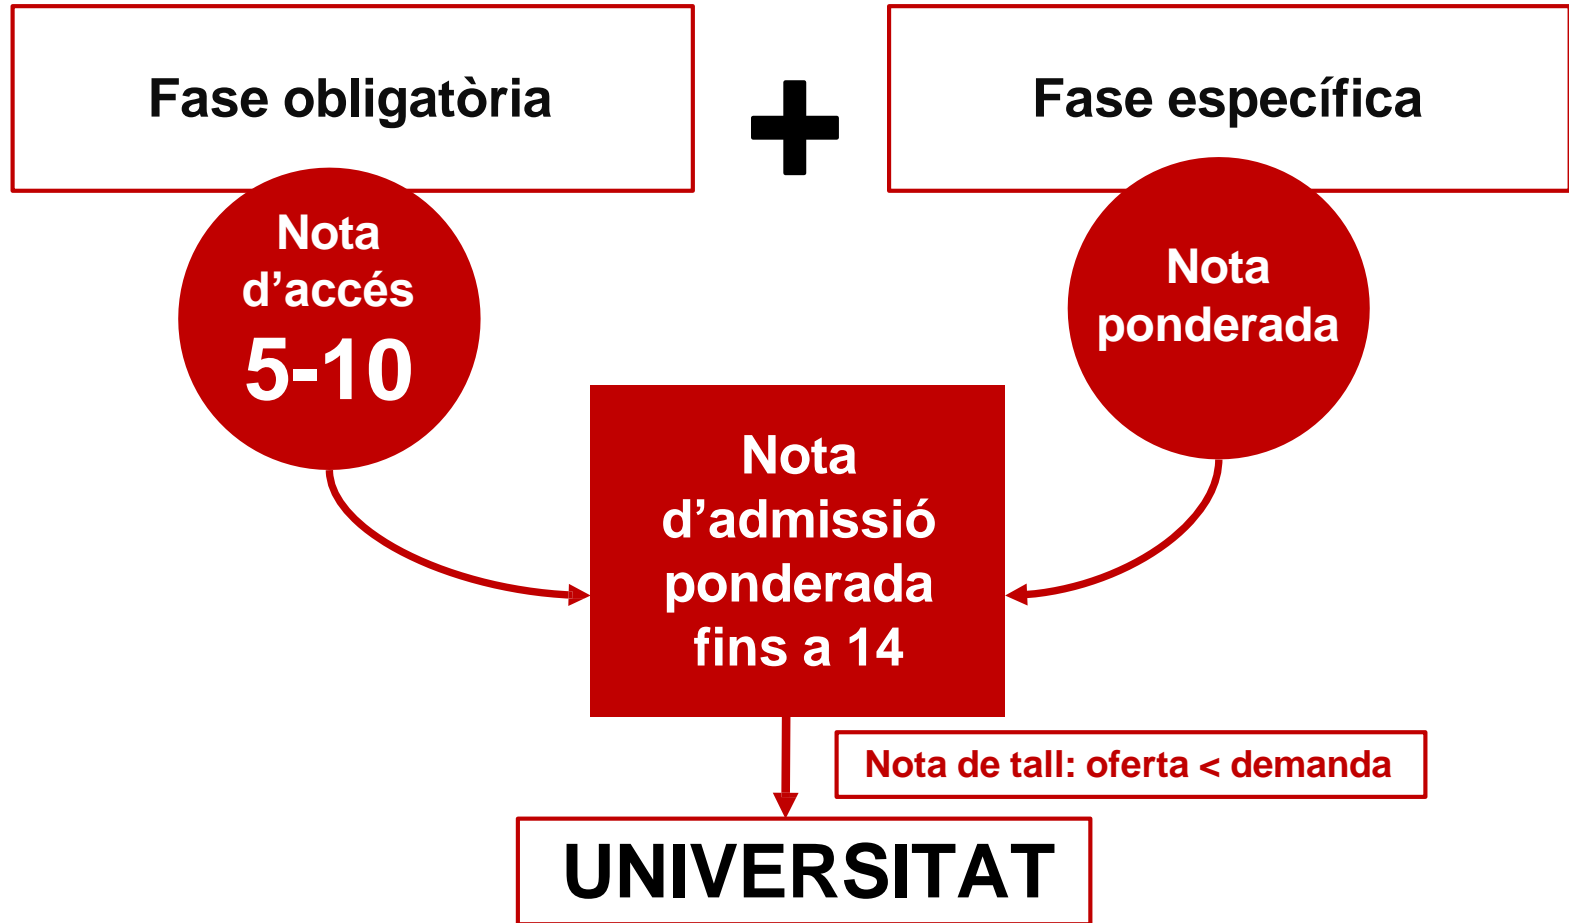 Fase obligatòria
+
Fase específica
Nota
d’accés
5-10
Nota
ponderada
Nota
d’admissió
ponderada
fins a 14
Nota de tall: oferta < demanda
UNIVERSITAT